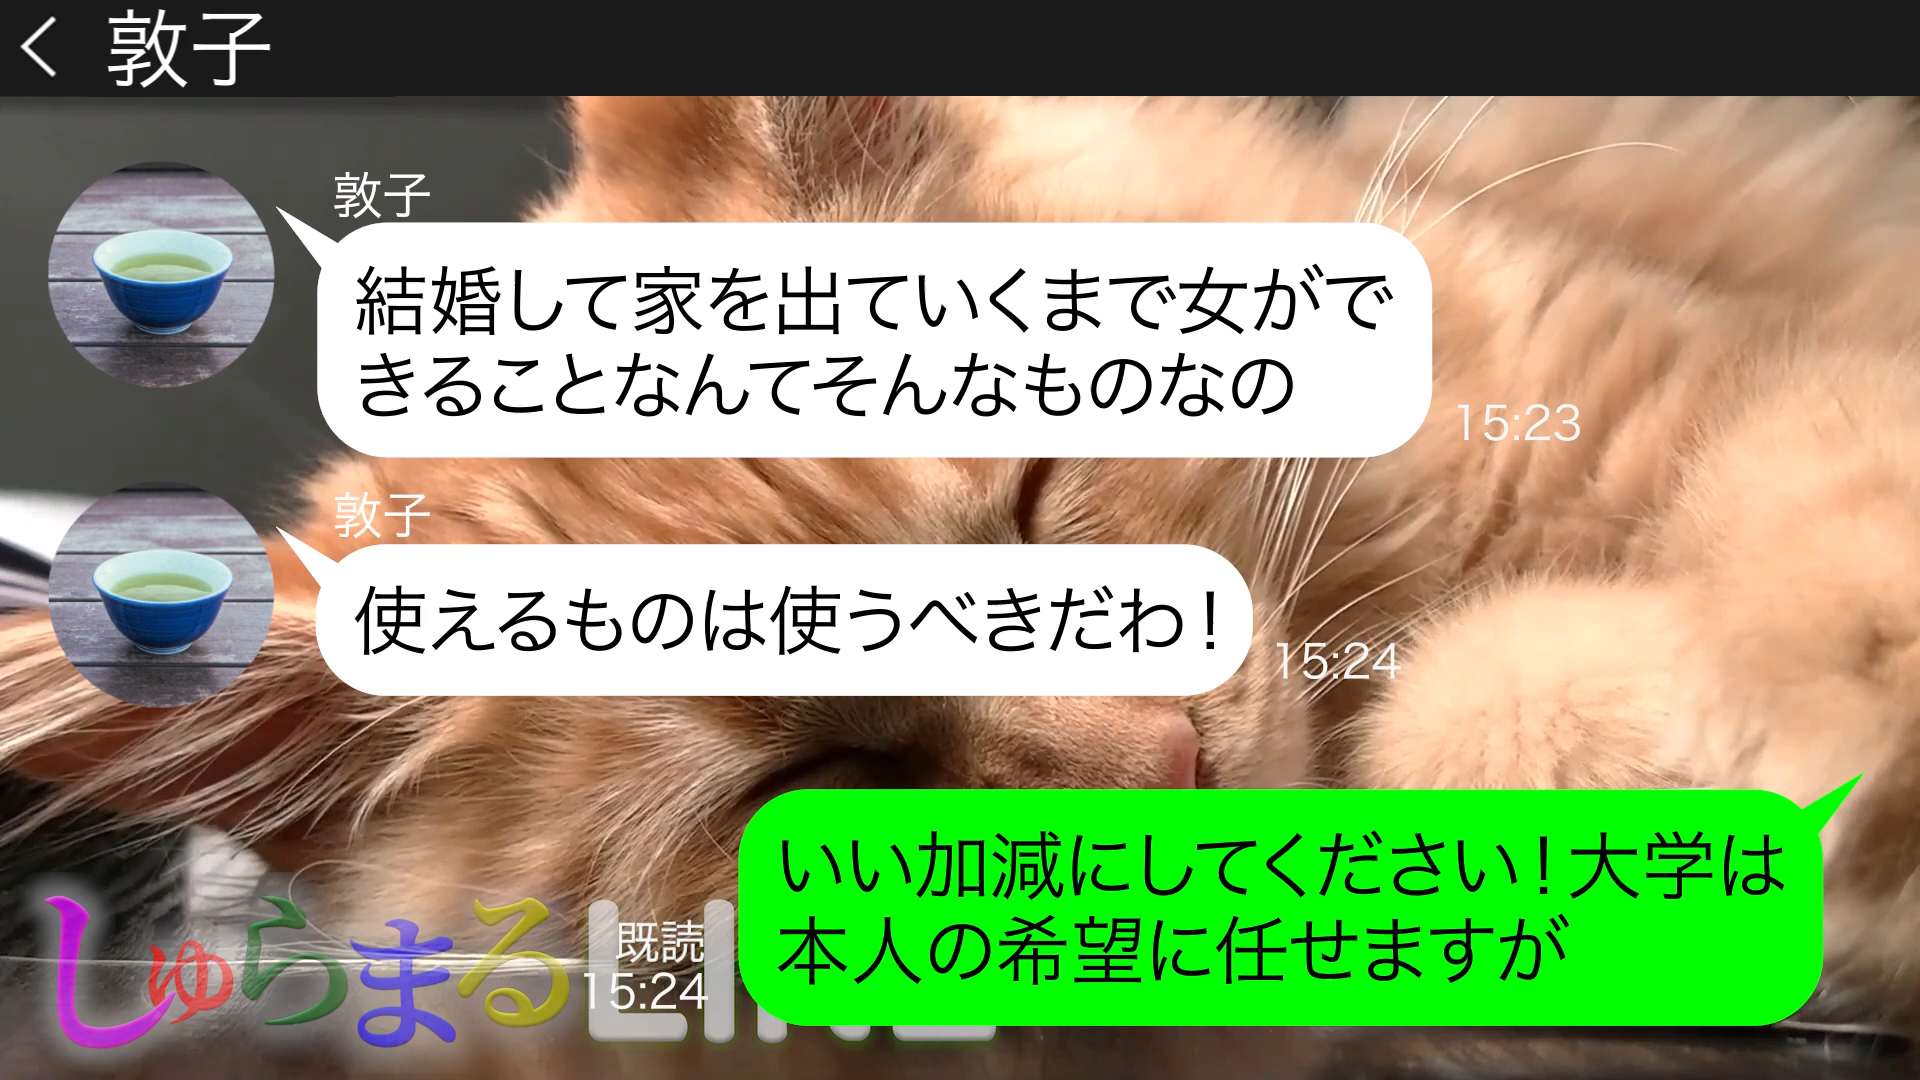 敦子
敦子
結婚して家を出ていくまで女がで
きることなんてそんなものなの
15:23
敦子
使えるものは使うべきだわ！
15:24
いい加減にしてください！大学は
本人の希望に任せますが
既読
15:24
しゅらまるLINE